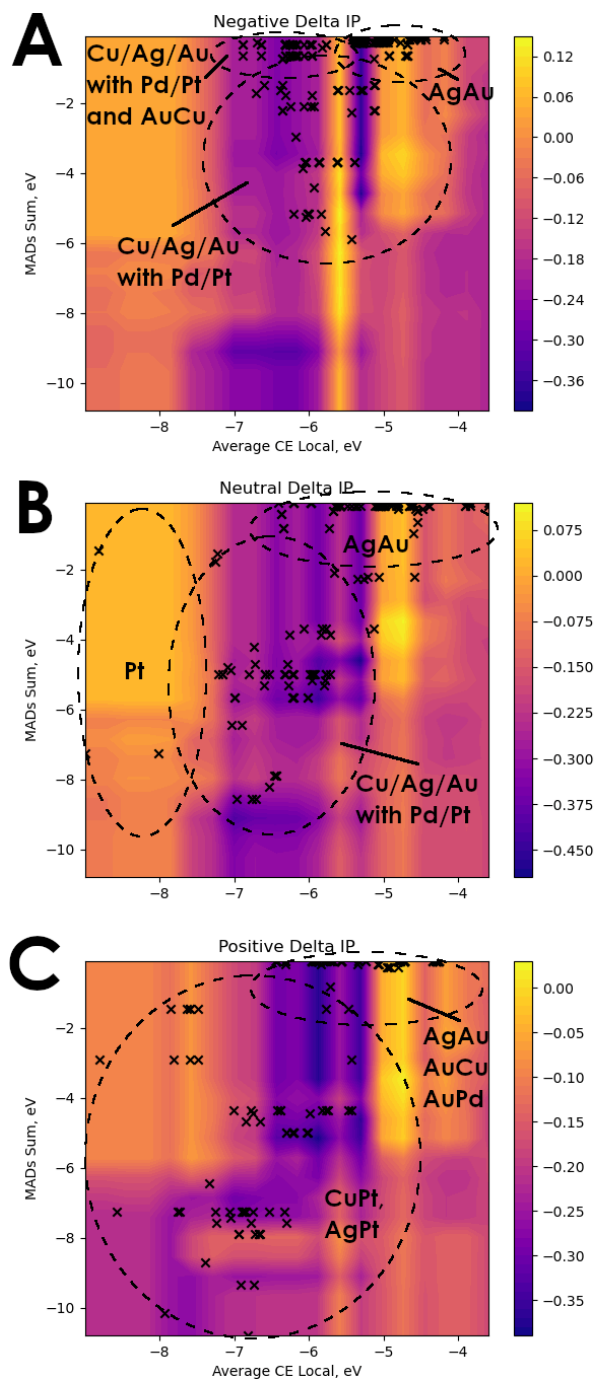 A
Negative Delta IP
Cu/Ag/Au
with Pd/Pt
and AuCu
AgAu
Cu/Ag/Au
with Pd/Pt
MADs Sum, eV
−2
−4
−6
−8
−10
−8
−7
−6
−5
−4
Average CE Local, eV
0.12
0.06
0.00
−0.06
−0.12
−0.18
−0.24
−0.30
−0.36
B
Neutral Delta IP
AgAu
Pt
Cu/Ag/Au
with Pd/Pt
MADs Sum, eV
−2
−4
−6
−8
−10
−8
−7
−6
−5
−4
0.075
0.000
−0.075
−0.150
−0.225
−0.300
−0.375
−0.450
C
Positive Delta IP
AgAu
AuCu
AuPd
CuPt,
AgPt
MADs Sum, eV
−2
−4
−6
−8
−10
−8
−7
−6
−5
−4
Average CE Local, eV
0.00
−0.05
−0.10
−0.15
−0.20
−0.25
−0.30
−0.35